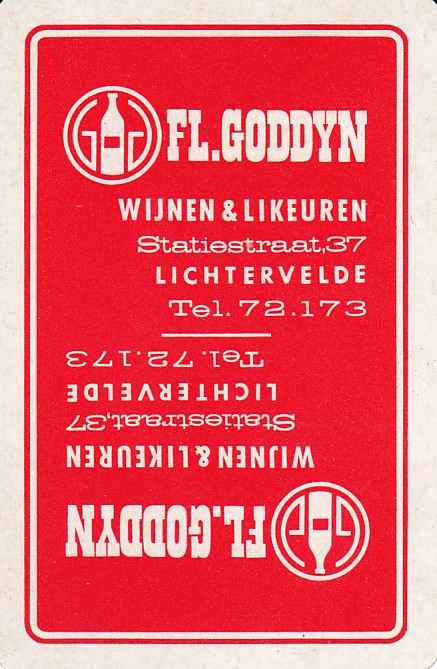 FL.GODDYN
WIJNEN & LIKEUREN
Statiestraat,37
LICHTERVELDE
Tel. 72.173
Tel. 72.173
LICHTERVELDE
Statiestraat,37
WIJNEN & LIKEUREN
FL.GODDYN